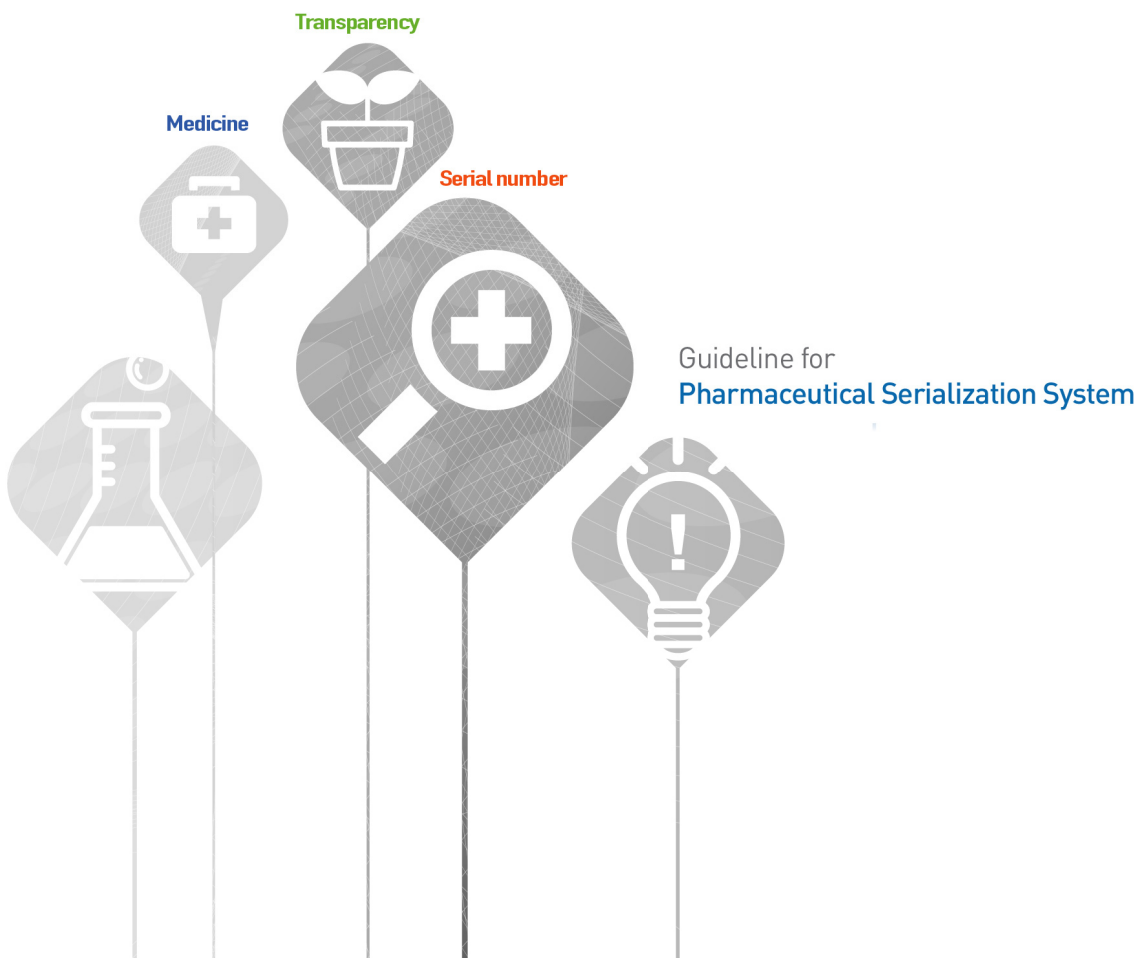 Transparency
Medicine
Serial number
Guideline for
Pharmaceutical Serialization System